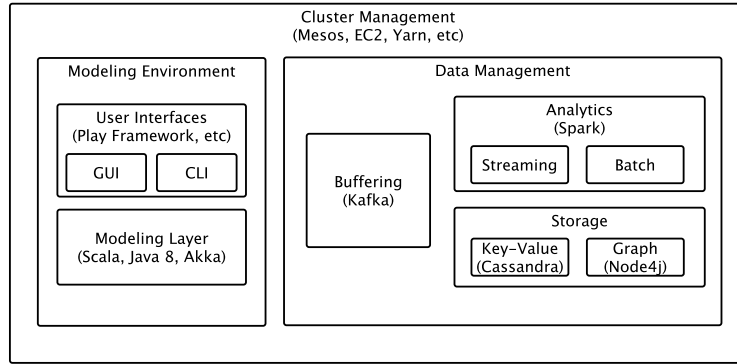 Cluster Management
(Mesos, EC2, Yarn, etc)
Modeling Environment
User Interfaces
(Play Framework, etc)
GUI
CLI
Modeling Layer
(Scala, Java 8, Akka)
Data Management
Buffering
(Kafka)
Analytics
(Spark)
Streaming
Batch
Storage
Key-Value
(Cassandra)
Graph
(Node4j)